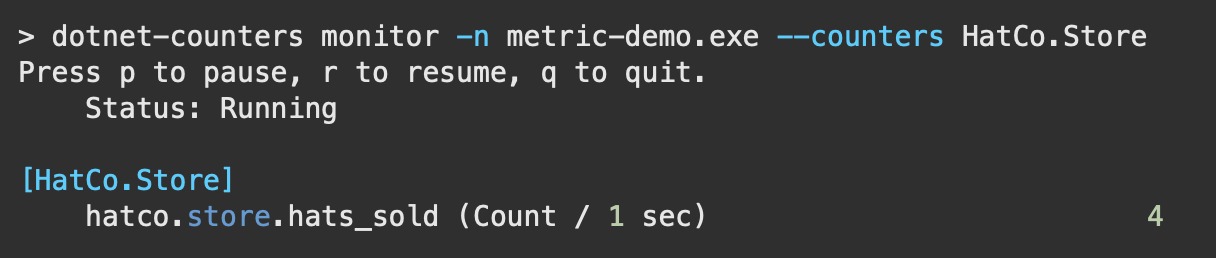 > dotnet-counters monitor -n metric-demo.exe --counters HatCo.Store
Press p to pause, r to resume, q to quit.
    Status: Running

[HatCo.Store]
    hatco.store.hats_sold (Count / 1 sec)                          4